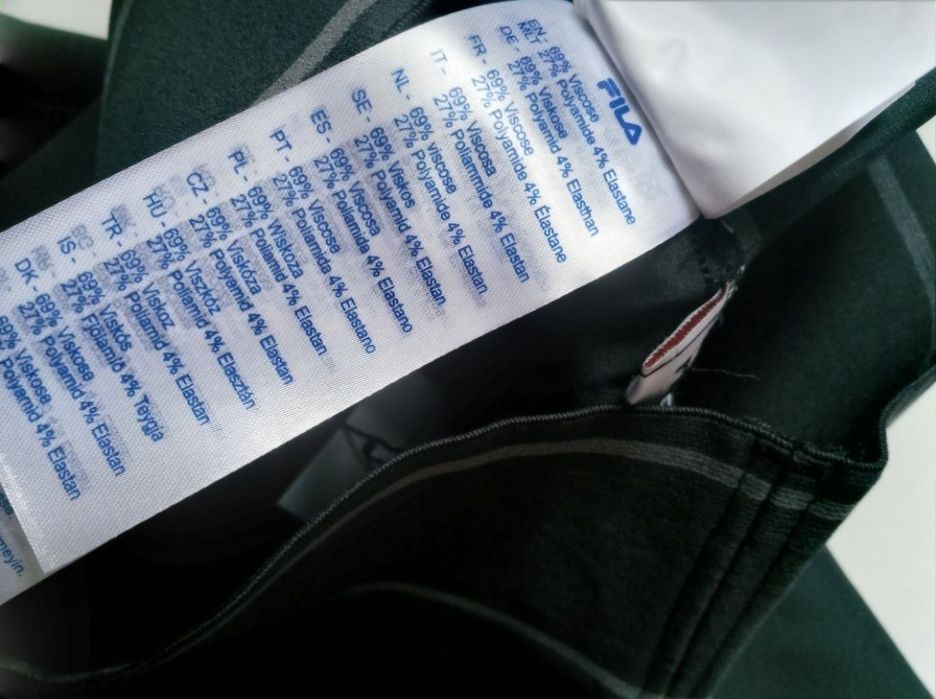 FILA
EN - 69% Viscose
MLT 27% Polyamide 4% Elastane
DE - 69% Viskose
27% Polyamid 4% Elasthan
FR - 69% Viscose
27% Polyamide 4% Élastane
IT - 69% Viscosa
27% Poliammide 4% Elastan
NL - 69% viscose
27% Polyamide 4% Elastan
SE - 69% Viskos
27% Polyamid 4% Elastan
ES - 69% Viscosa
27% Poliamida 4% Elastano
PT - 69% Viscose
27% Poliamida 4% Elastano
PL - 69% Wiskoza
27% Poliamid 4% Elastan
CZ - 69% Viskóza
27% Polyamid 4% Elastan
HU - 69% Viszkóz
27% Poliamid 4% Elasztán
TR - 69% Viskoz
27% Poliamid 4% Elastan
IS - 69% Viskós
27% Pólíamíð 4% Teygja
DK - 69% Viskose
27% Polyamid 4% Elastan
69% Viskose
Polyamid 4% Elastan
meyin.